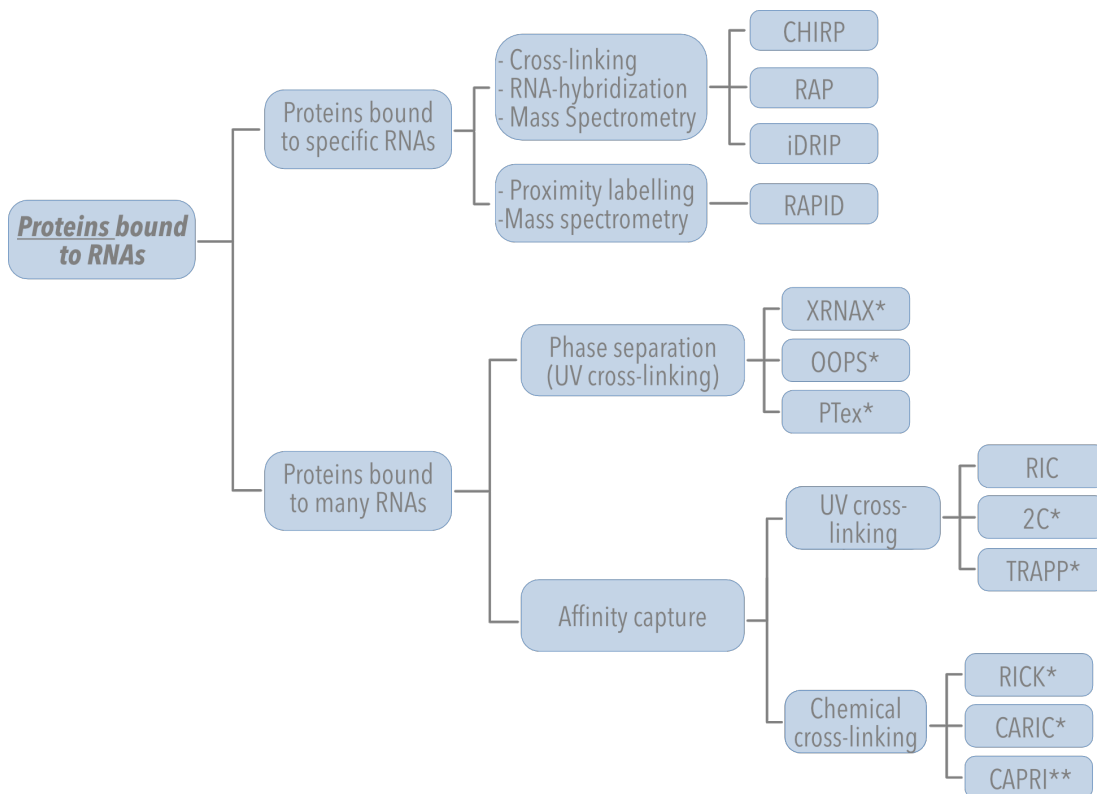 Proteins bound
to RNAs
Proteins bound
to specific RNAs
- Cross-linking
- RNA-hybridization
- Mass Spectrometry
CHIRP
RAP
iDRIP
- Proximity labelling
-Mass spectrometry
RAPID
Proteins bound
to many RNAs
Phase separation
(UV cross-linking)
XRNAX*
OOPS*
PTex*
Affinity capture
UV cross-
linking
RIC
2C*
TRAPP*
Chemical
cross-linking
RICK*
CARIC*
CAPRI**